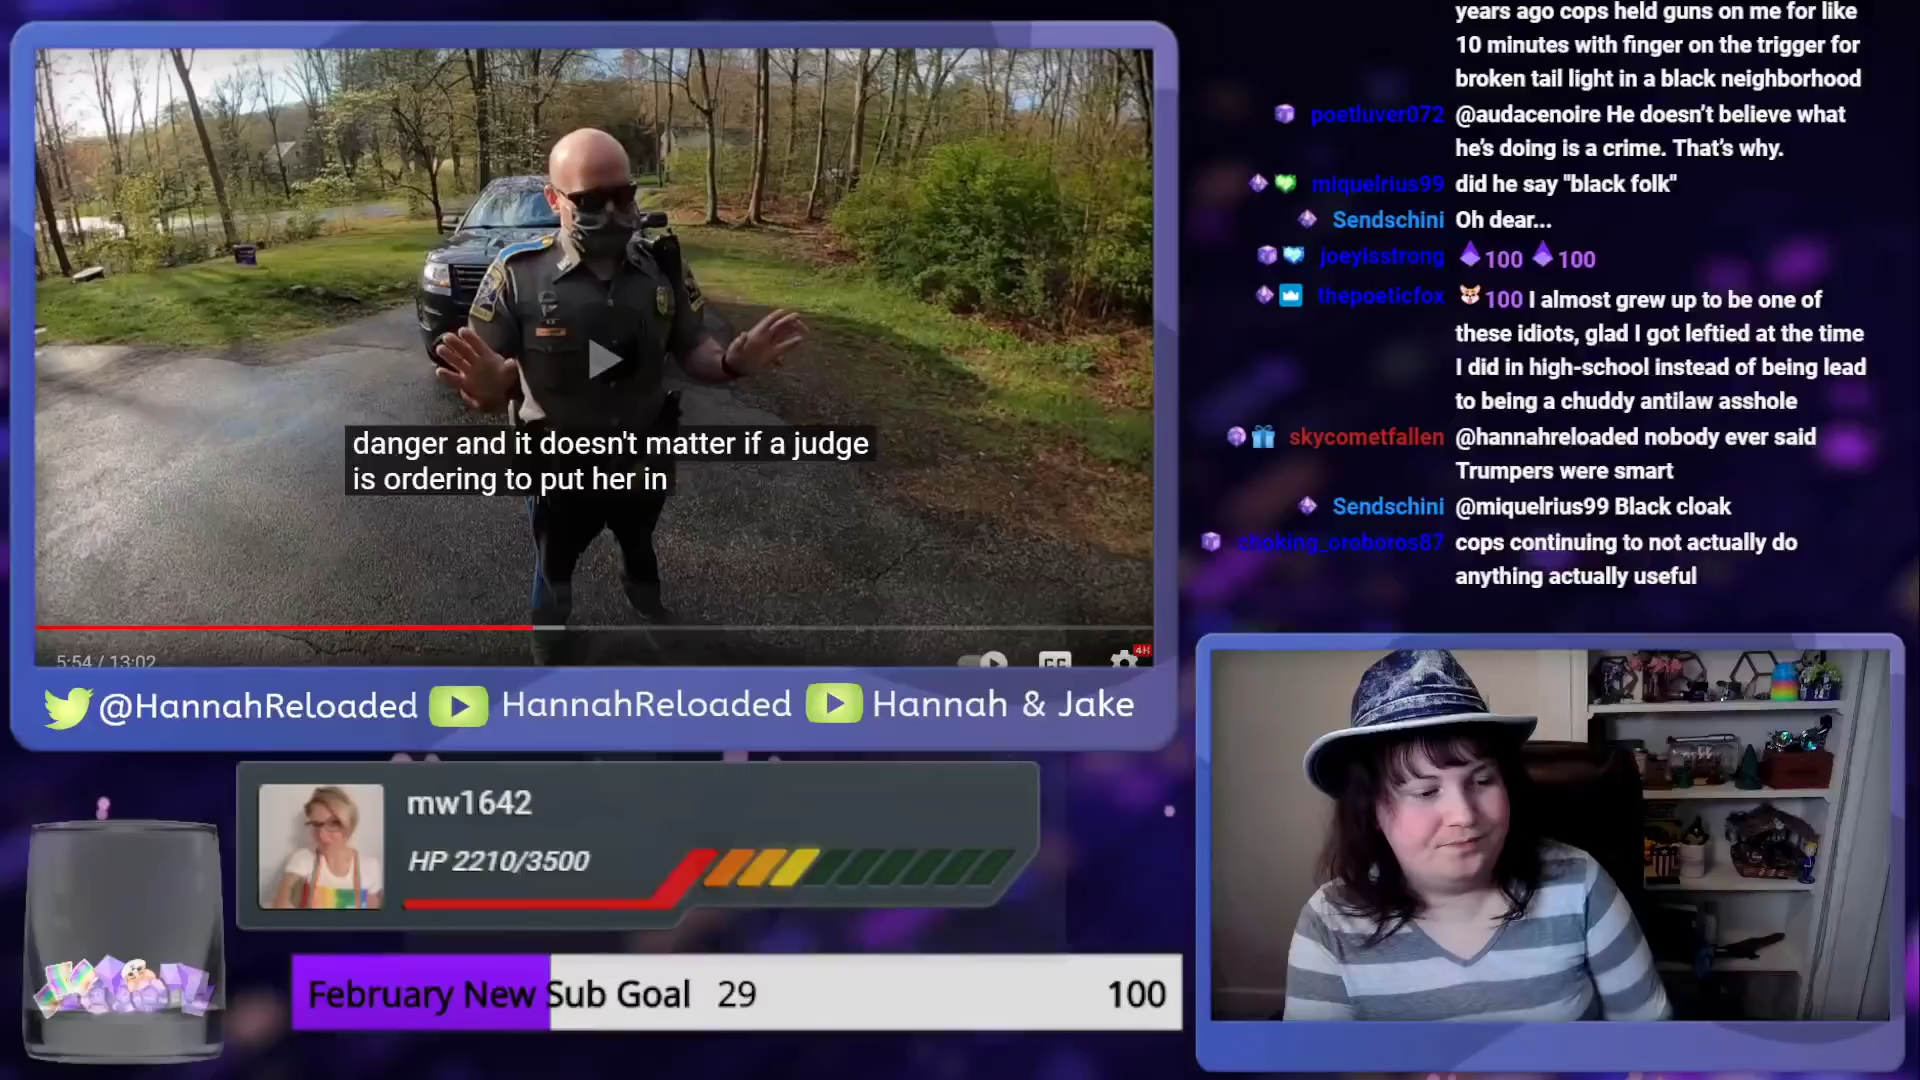 years ago cops held guns on me for like
10 minutes with finger on the trigger for
broken tail light in a black neighborhood
poetluver072 @audacenoire He doesn't believe what
he's doing is a crime. That's why.
miquelrius99 did he say "black folk"
Sendschini Oh dear...
joeyisstrong 100 100
thepoeticfox 100 I almost grew up to be one of
these idiots, glad I got leftied at the time
I did in high-school instead of being lead
to being a chuddy antilaw asshole
skycometfallen @hannahreloaded nobody ever said
Trumpers were smart
Sendschini @miquelrius99 Black cloak
zhoking_oroboros87 cops continuing to not actually do
anything actually useful
danger and it doesn't matter if a judge
is ordering to put her in
5:54 / 13:02
CC
@HannahReloaded HannahReloaded Hannah & Jake
mw1642
HP 2210/3500
February New Sub Goal 29 100